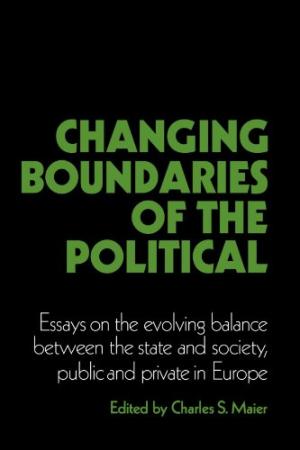 CHANGING
BOUNDARIES
OF THE
POLITICAL
Essays on the evolving balance
between the state and society,
public and private in Europe
Edited by Charles S. Maier